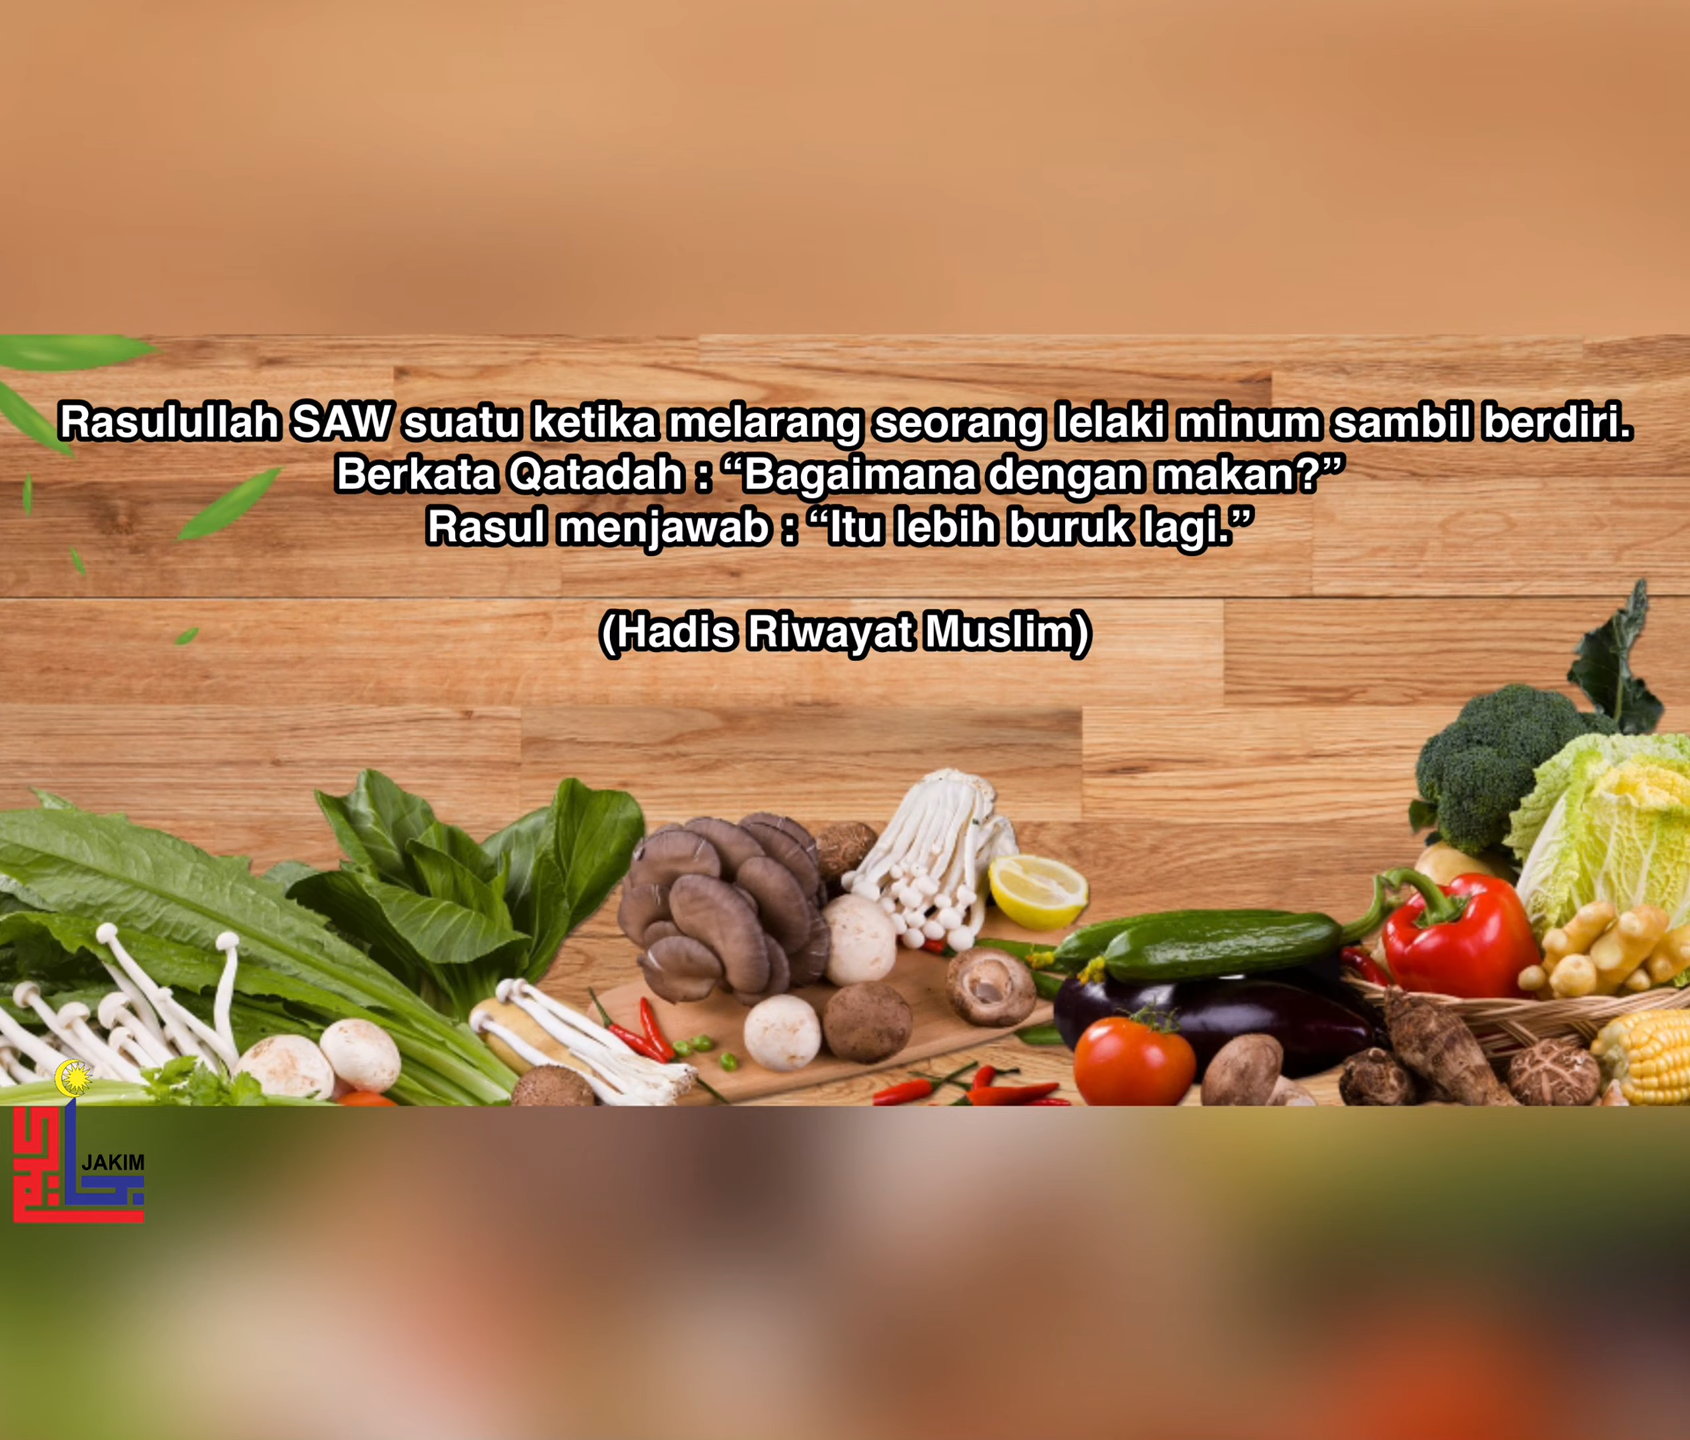 Rasulullah SAW suatu ketika melarang seorang lelaki minum sambil berdiri.
Berkata Qatadah : “Bagaimana dengan makan?”
Rasul menjawab : “Itu lebih buruk lagi.”
(Hadis Riwayat Muslim)
JAKIM